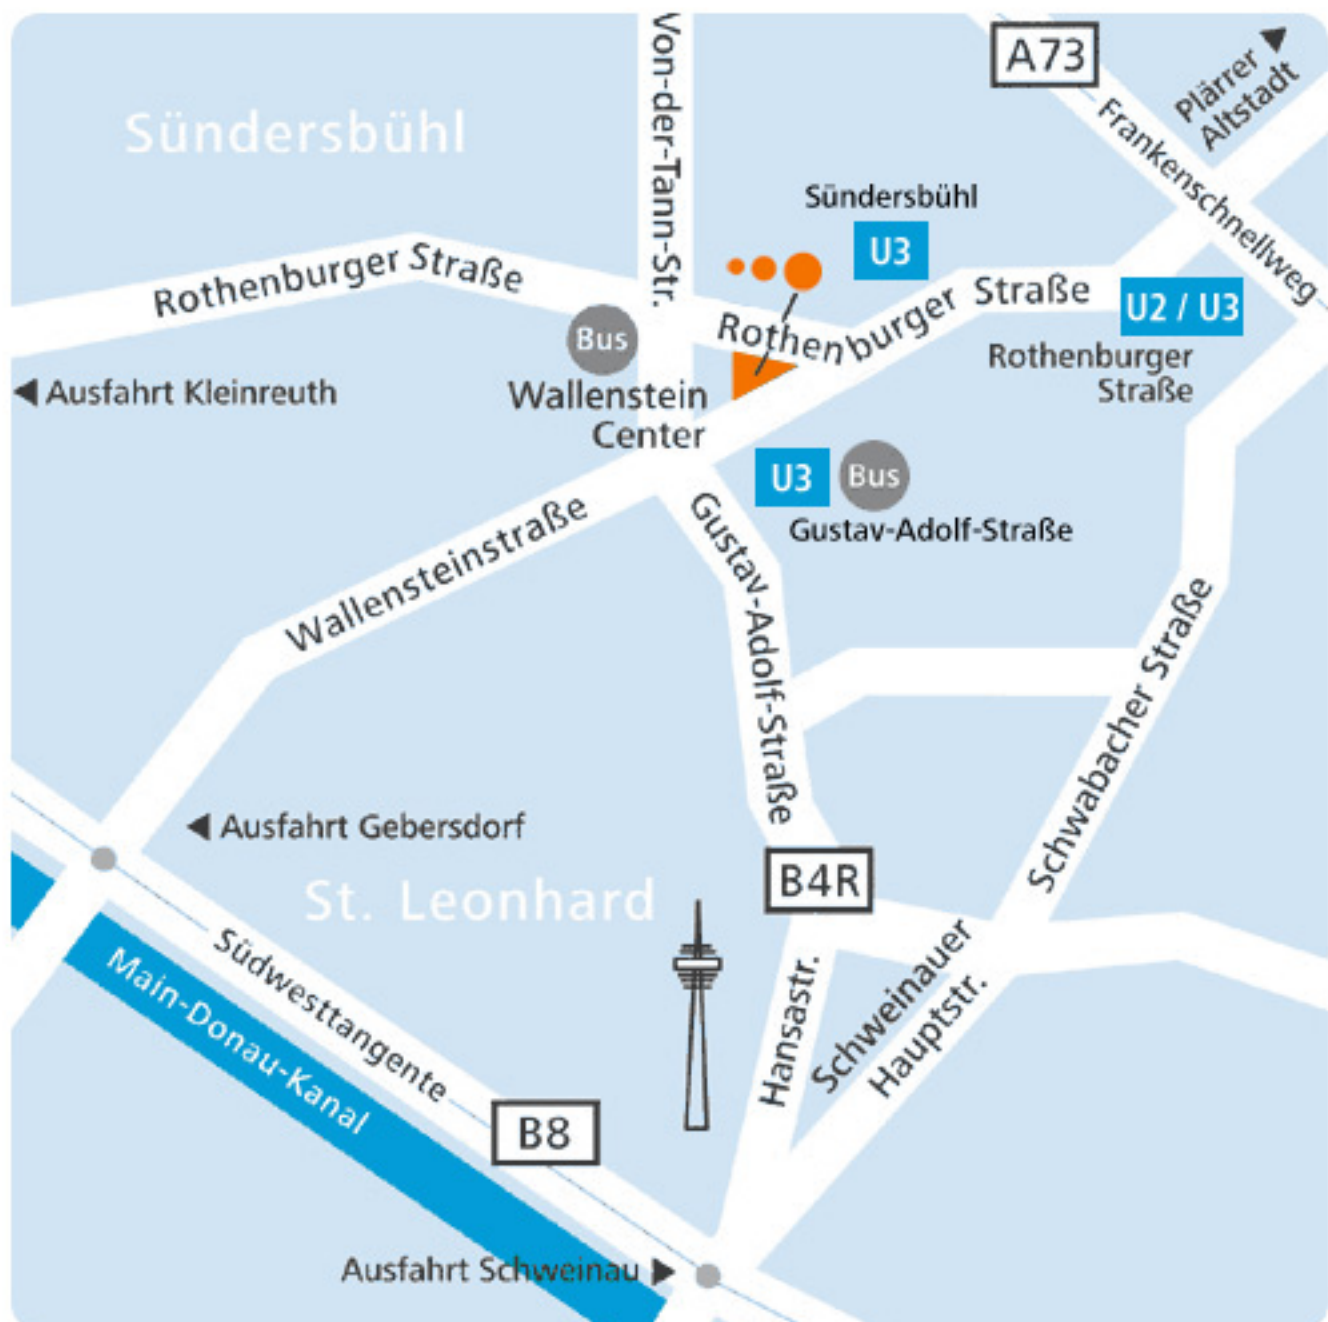 A73
Plärrer
Altstadt
Von-der-Tann-Str.
Frankenschnellweg
Sündersbühl
Sündersbühl
U3
Rothenburger Straße
Rothenburger Straße
U2 / U3
Rothenburger
Straße
Bus
Ausfahrt Kleinreuth
Wallenstein
Center
U3
Bus
Gustav-Adolf-Straße
Wallensteinstraße
Gustav-Adolf-Straße
Schwabacher Straße
Ausfahrt Gebersdorf
St. Leonhard
B4R
Südwesttangente
Main-Donau-Kanal
Hansastr.
Schweinauer
Hauptstr.
B8
Ausfahrt Schweinau